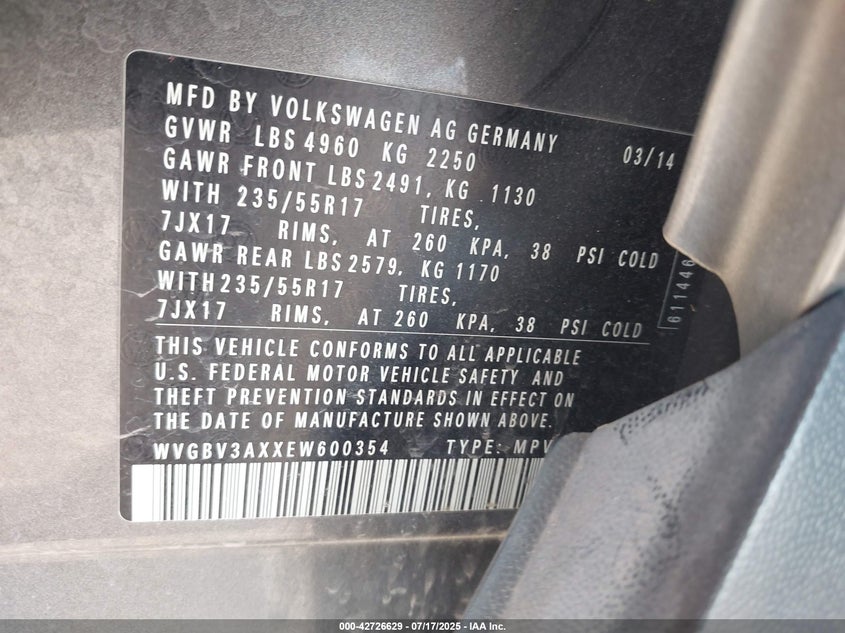 MFD BY VOLKSWAGEN AG GERMANY 03/14
GVWR LBS 4960 KG 2250
GAWR FRONT LBS 2491, KG 1130
WITH 235/55R17 TIRES,
7JX17 RIMS, AT 260 KPA, 38 PSI COLD
GAWR REAR LBS 2579, KG 1170
WITH 235/55R17 TIRES,
7JX17 RIMS, AT 260 KPA, 38 PSI COLD
THIS VEHICLE CONFORMS TO ALL APPLICABLE
U.S. FEDERAL MOTOR VEHICLE SAFETY AND
THEFT PREVENTION STANDARDS IN EFFECT ON
THE DATE OF MANUFACTURE SHOWN ABOVE.
WVGBV3AXXEW600354 TYPE: MPV
611446
000-42726629 - 07/17/2025 - IAA Inc.